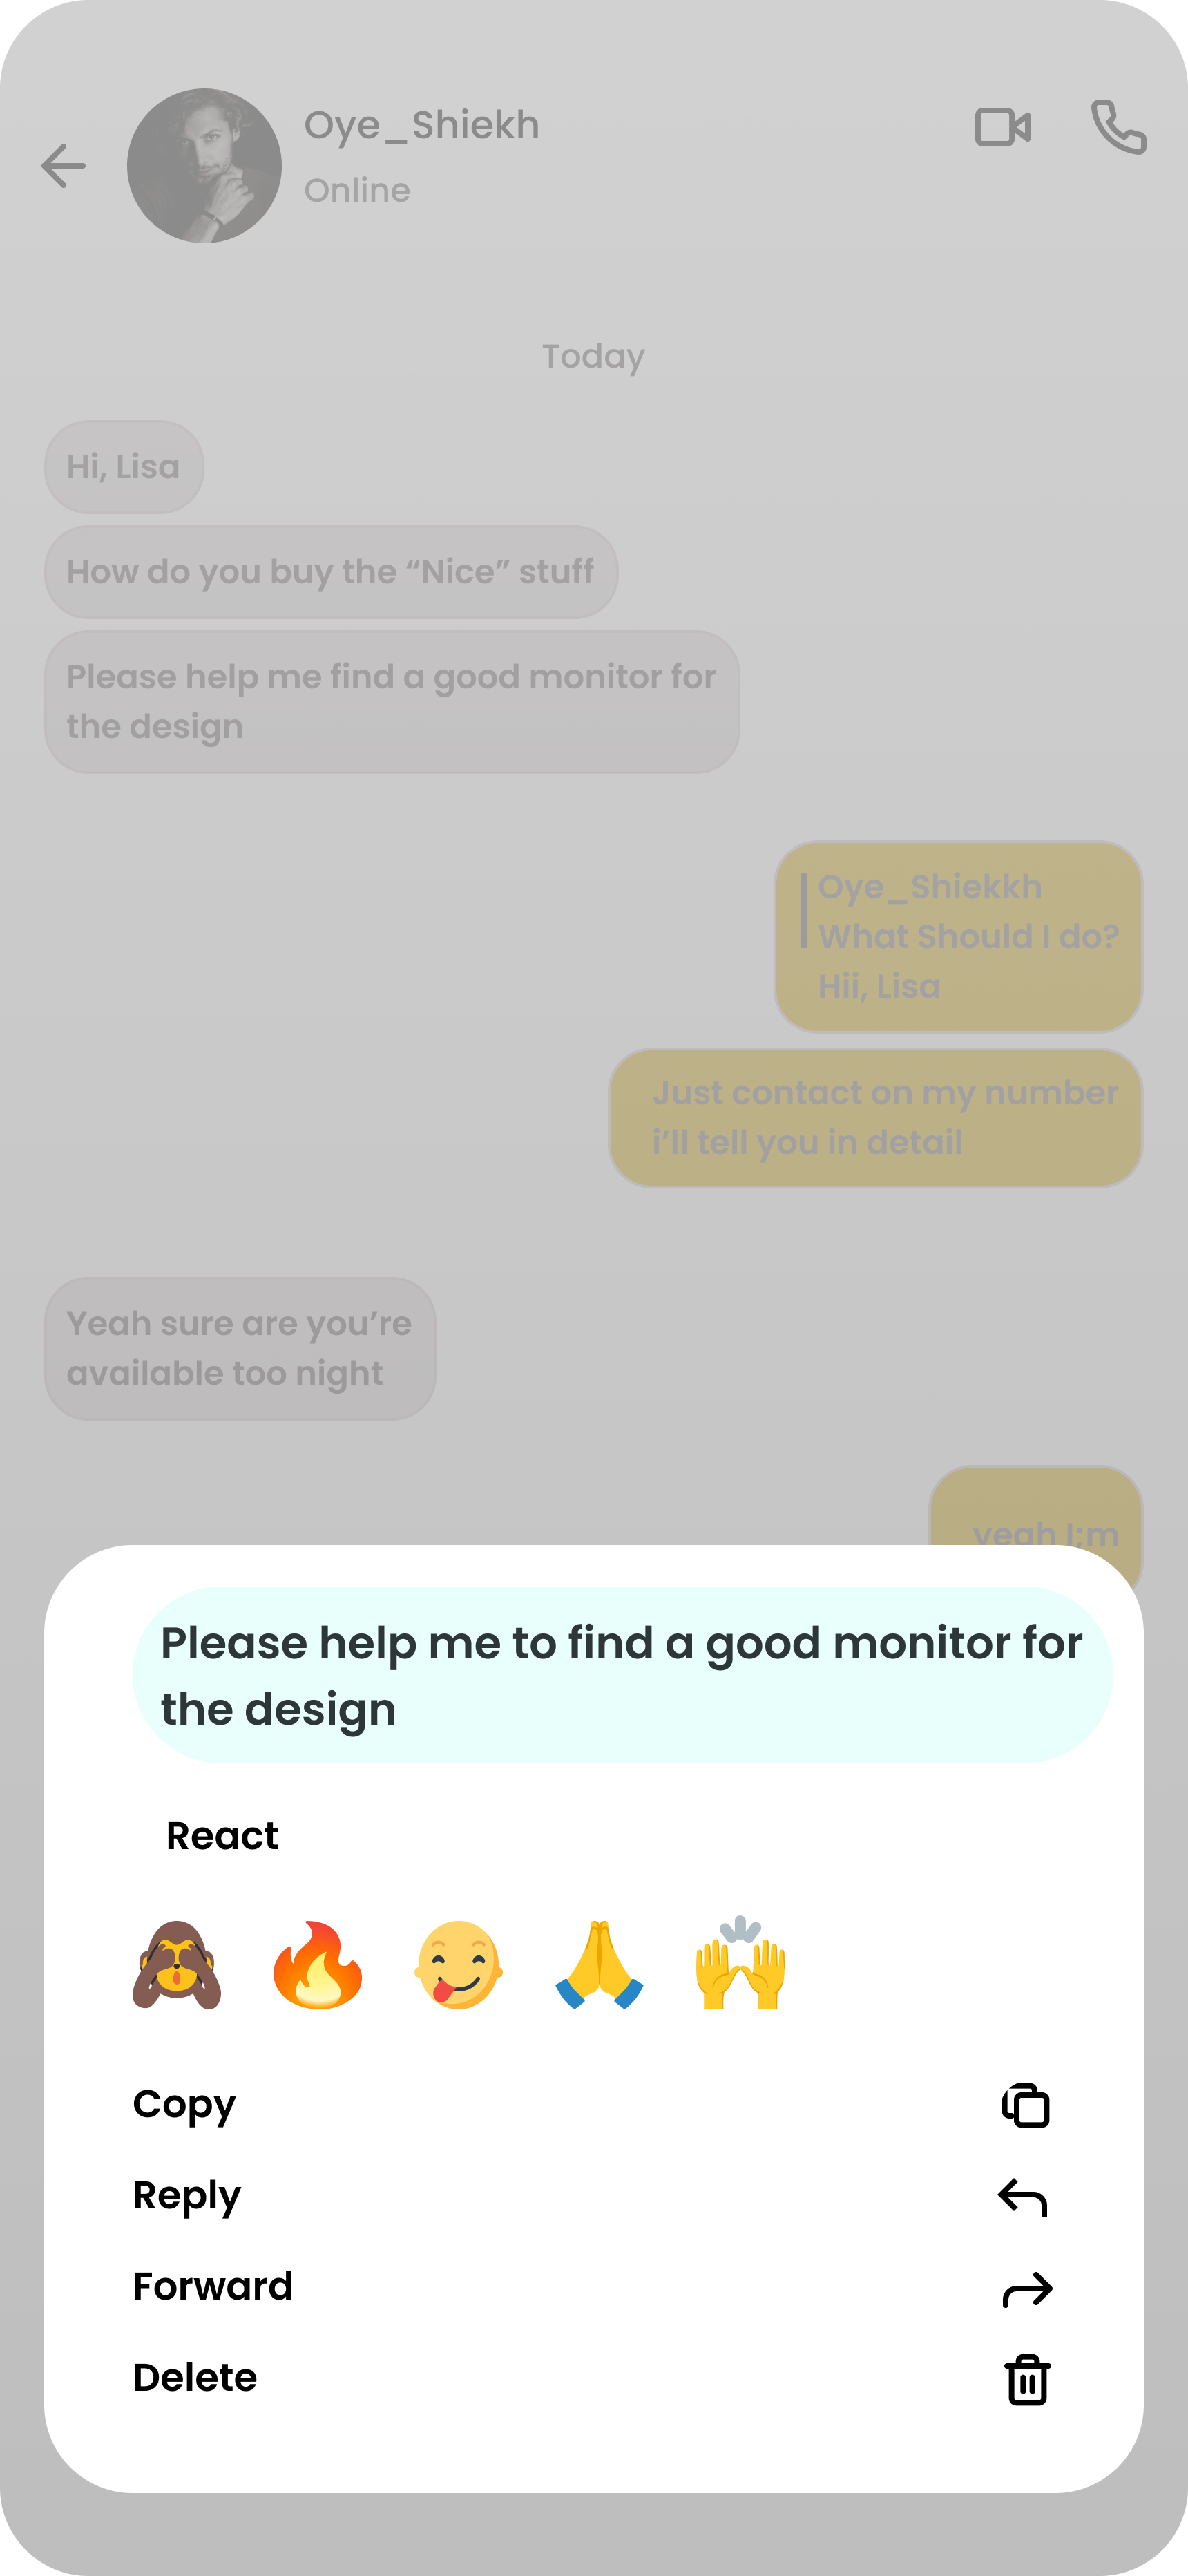 Oye_Shiekh
Online
Today
Hi, Lisa
How do you buy the “Nice” stuff
Please help me find a good monitor for
the design
Oye_Shiekkh
What Should I do?
Hii, Lisa
Just contact on my number
i’ll tell you in detail
Yeah sure are you’re
available too night
yeah I;m
Please help me to find a good monitor for
the design
React
Copy
Reply
Forward
Delete